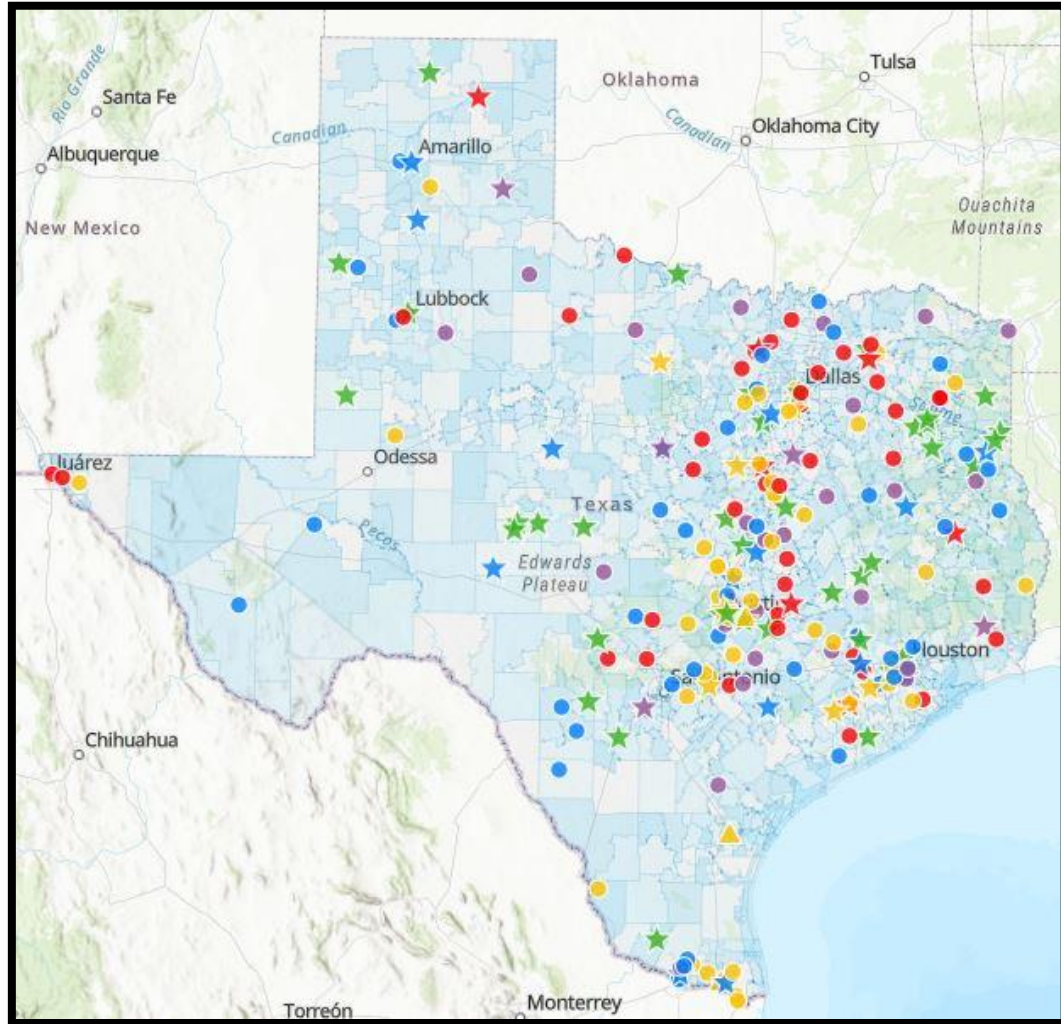 Tulsa
Oklahoma
Rio Grande
Santa Fe
Canadian
Canadian
Oklahoma City
Amarillo
Albuquerque
Ouachita
Mountains
New Mexico
Lubbock
Dallas
Juárez
Odessa
Texas
Pecos
Edwards
Plateau
Houston
Chihuahua
Torreón
Monterrey